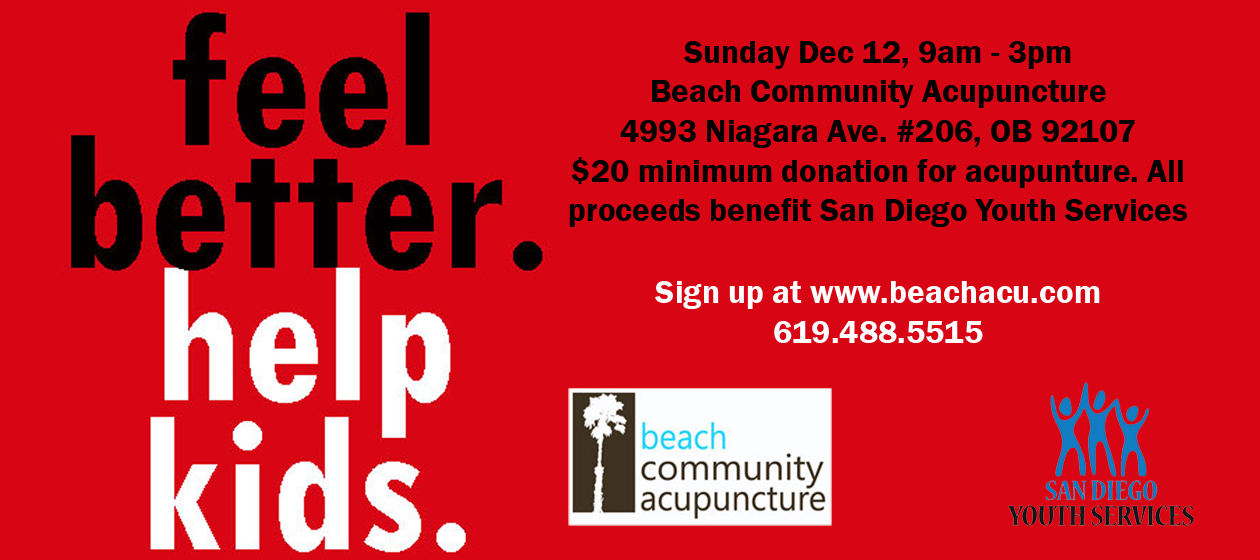 feel
better.
help
kids.
Sunday Dec 12, 9am - 3pm
Beach Community Acupuncture
4993 Niagara Ave. #206, OB 92107
$20 minimum donation for acupunture. All
proceeds benefit San Diego Youth Services
Sign up at www.beachacu.com
619.488.5515
beach
community
acupuncture
SAN DIEGO
YOUTH SERVICES